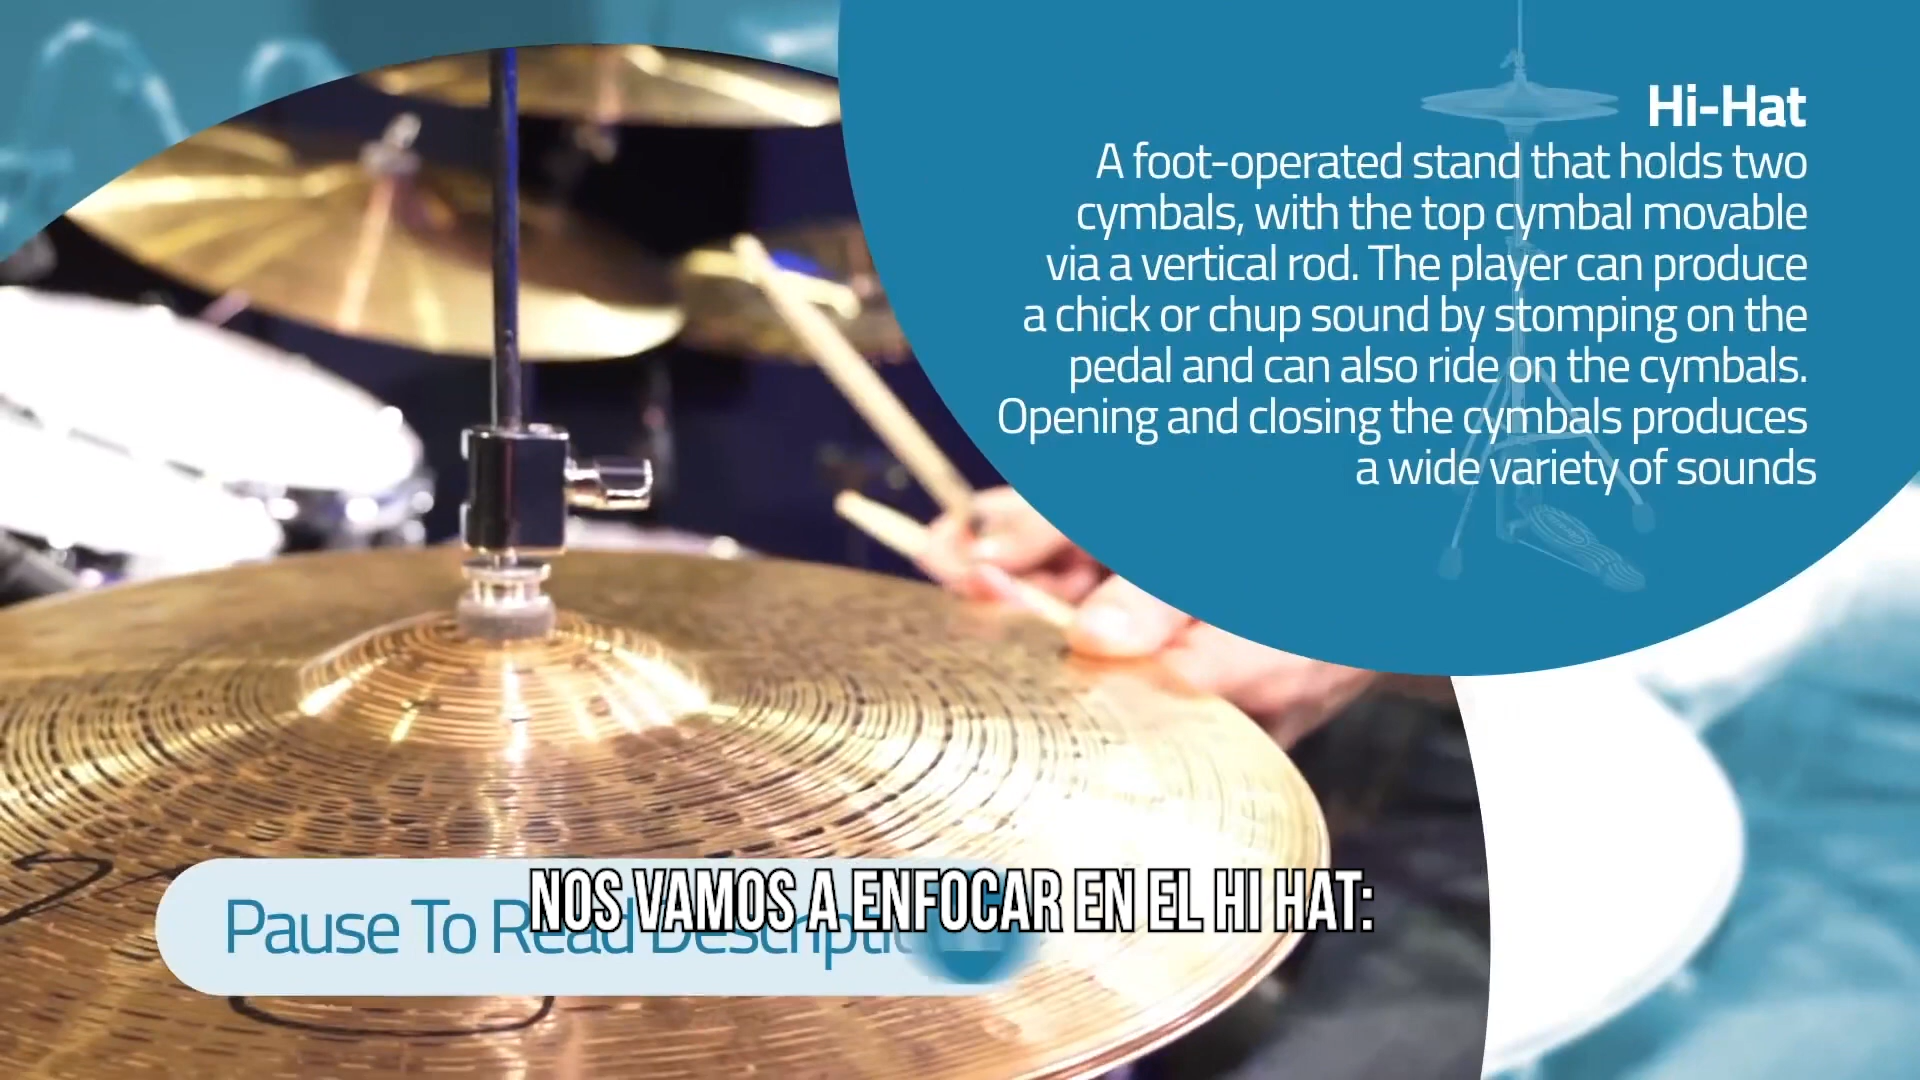 Hi-Hat
A foot-operated stand that holds two
cymbals, with the top cymbal movable
via a vertical rod. The player can produce
a chick or chup sound by stomping on the
pedal and can also ride on the cymbals.
Opening and closing the cymbals produces
a wide variety of sounds
NOS VAMOS A ENFOCAR EN EL HI HAT:
Pause To Read